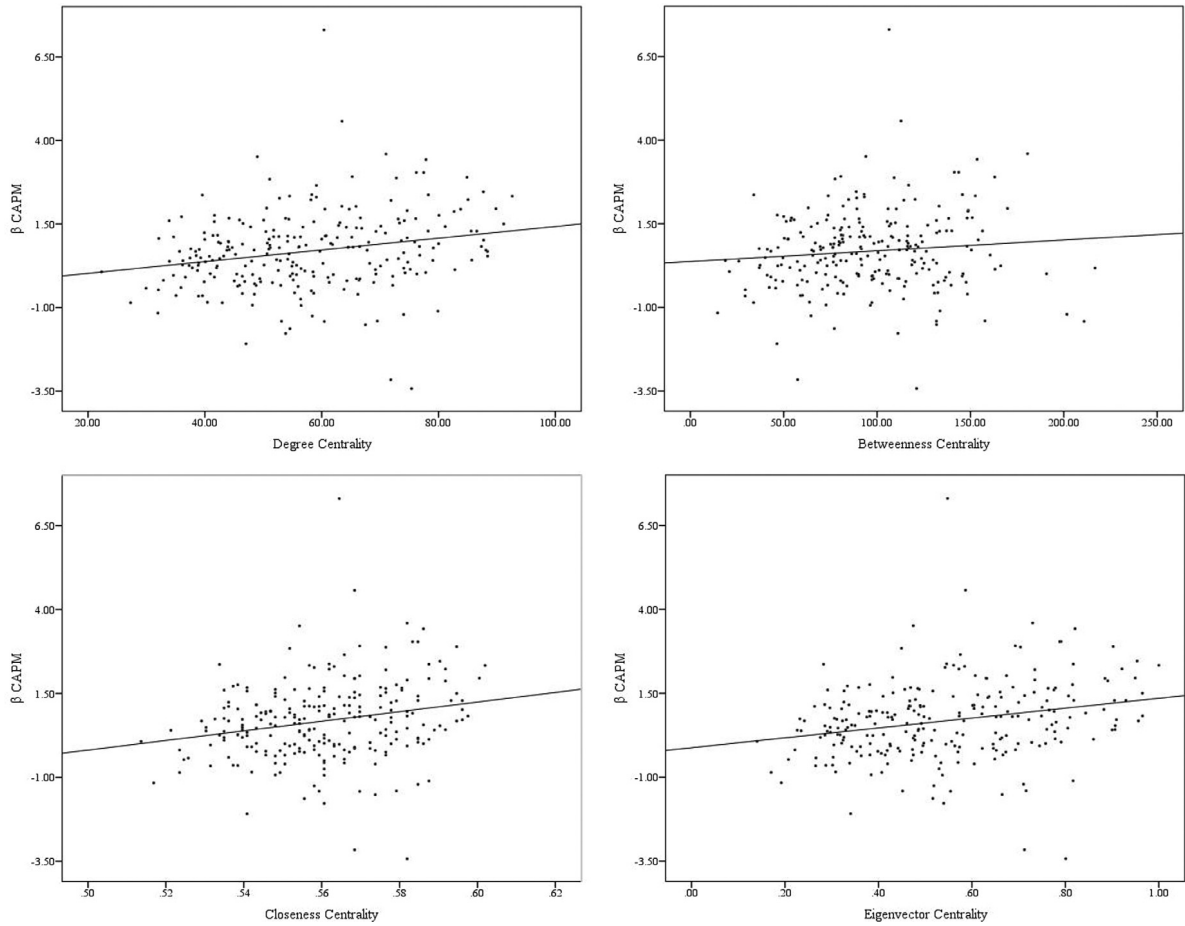 6.50
4.00
β CAPM
1.50
-1.00
-3.50
20.00 40.00 60.00 80.00 100.00
Degree Centrality
6.50
4.00
β CAPM
1.50
-1.00
-3.50
.00 50.00 100.00 150.00 200.00 250.00
Betweenness Centrality
6.50
4.00
β CAPM
1.50
-1.00
-3.50
.50 .52 .54 .56 .58 .60 .62
Closeness Centrality
6.50
4.00
β CAPM
1.50
-1.00
-3.50
.00 .20 .40 .60 .80 1.00
Eigenvector Centrality